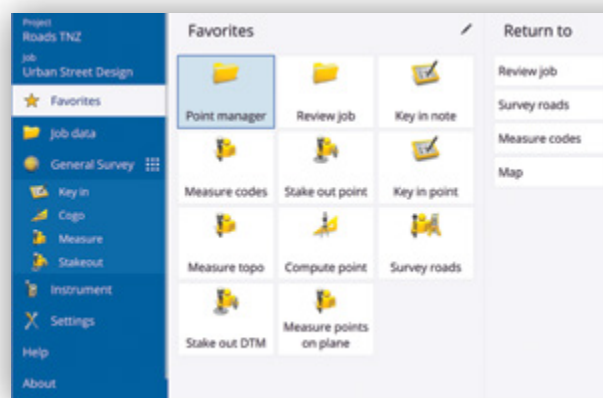 Project
Roads TNZ
Job
Urban Street Design
Favorites
Job data
General Survey
Key in
Cogo
Measure
Stakeout
Instrument
Settings
Help
About
Favorites
Point manager
Review job
Key in note
Measure codes
Stake out point
Key in point
Measure topo
Compute point
Survey roads
Stake out DTM
Measure points
on plane
Return to
Review job
Survey roads
Measure codes
Map